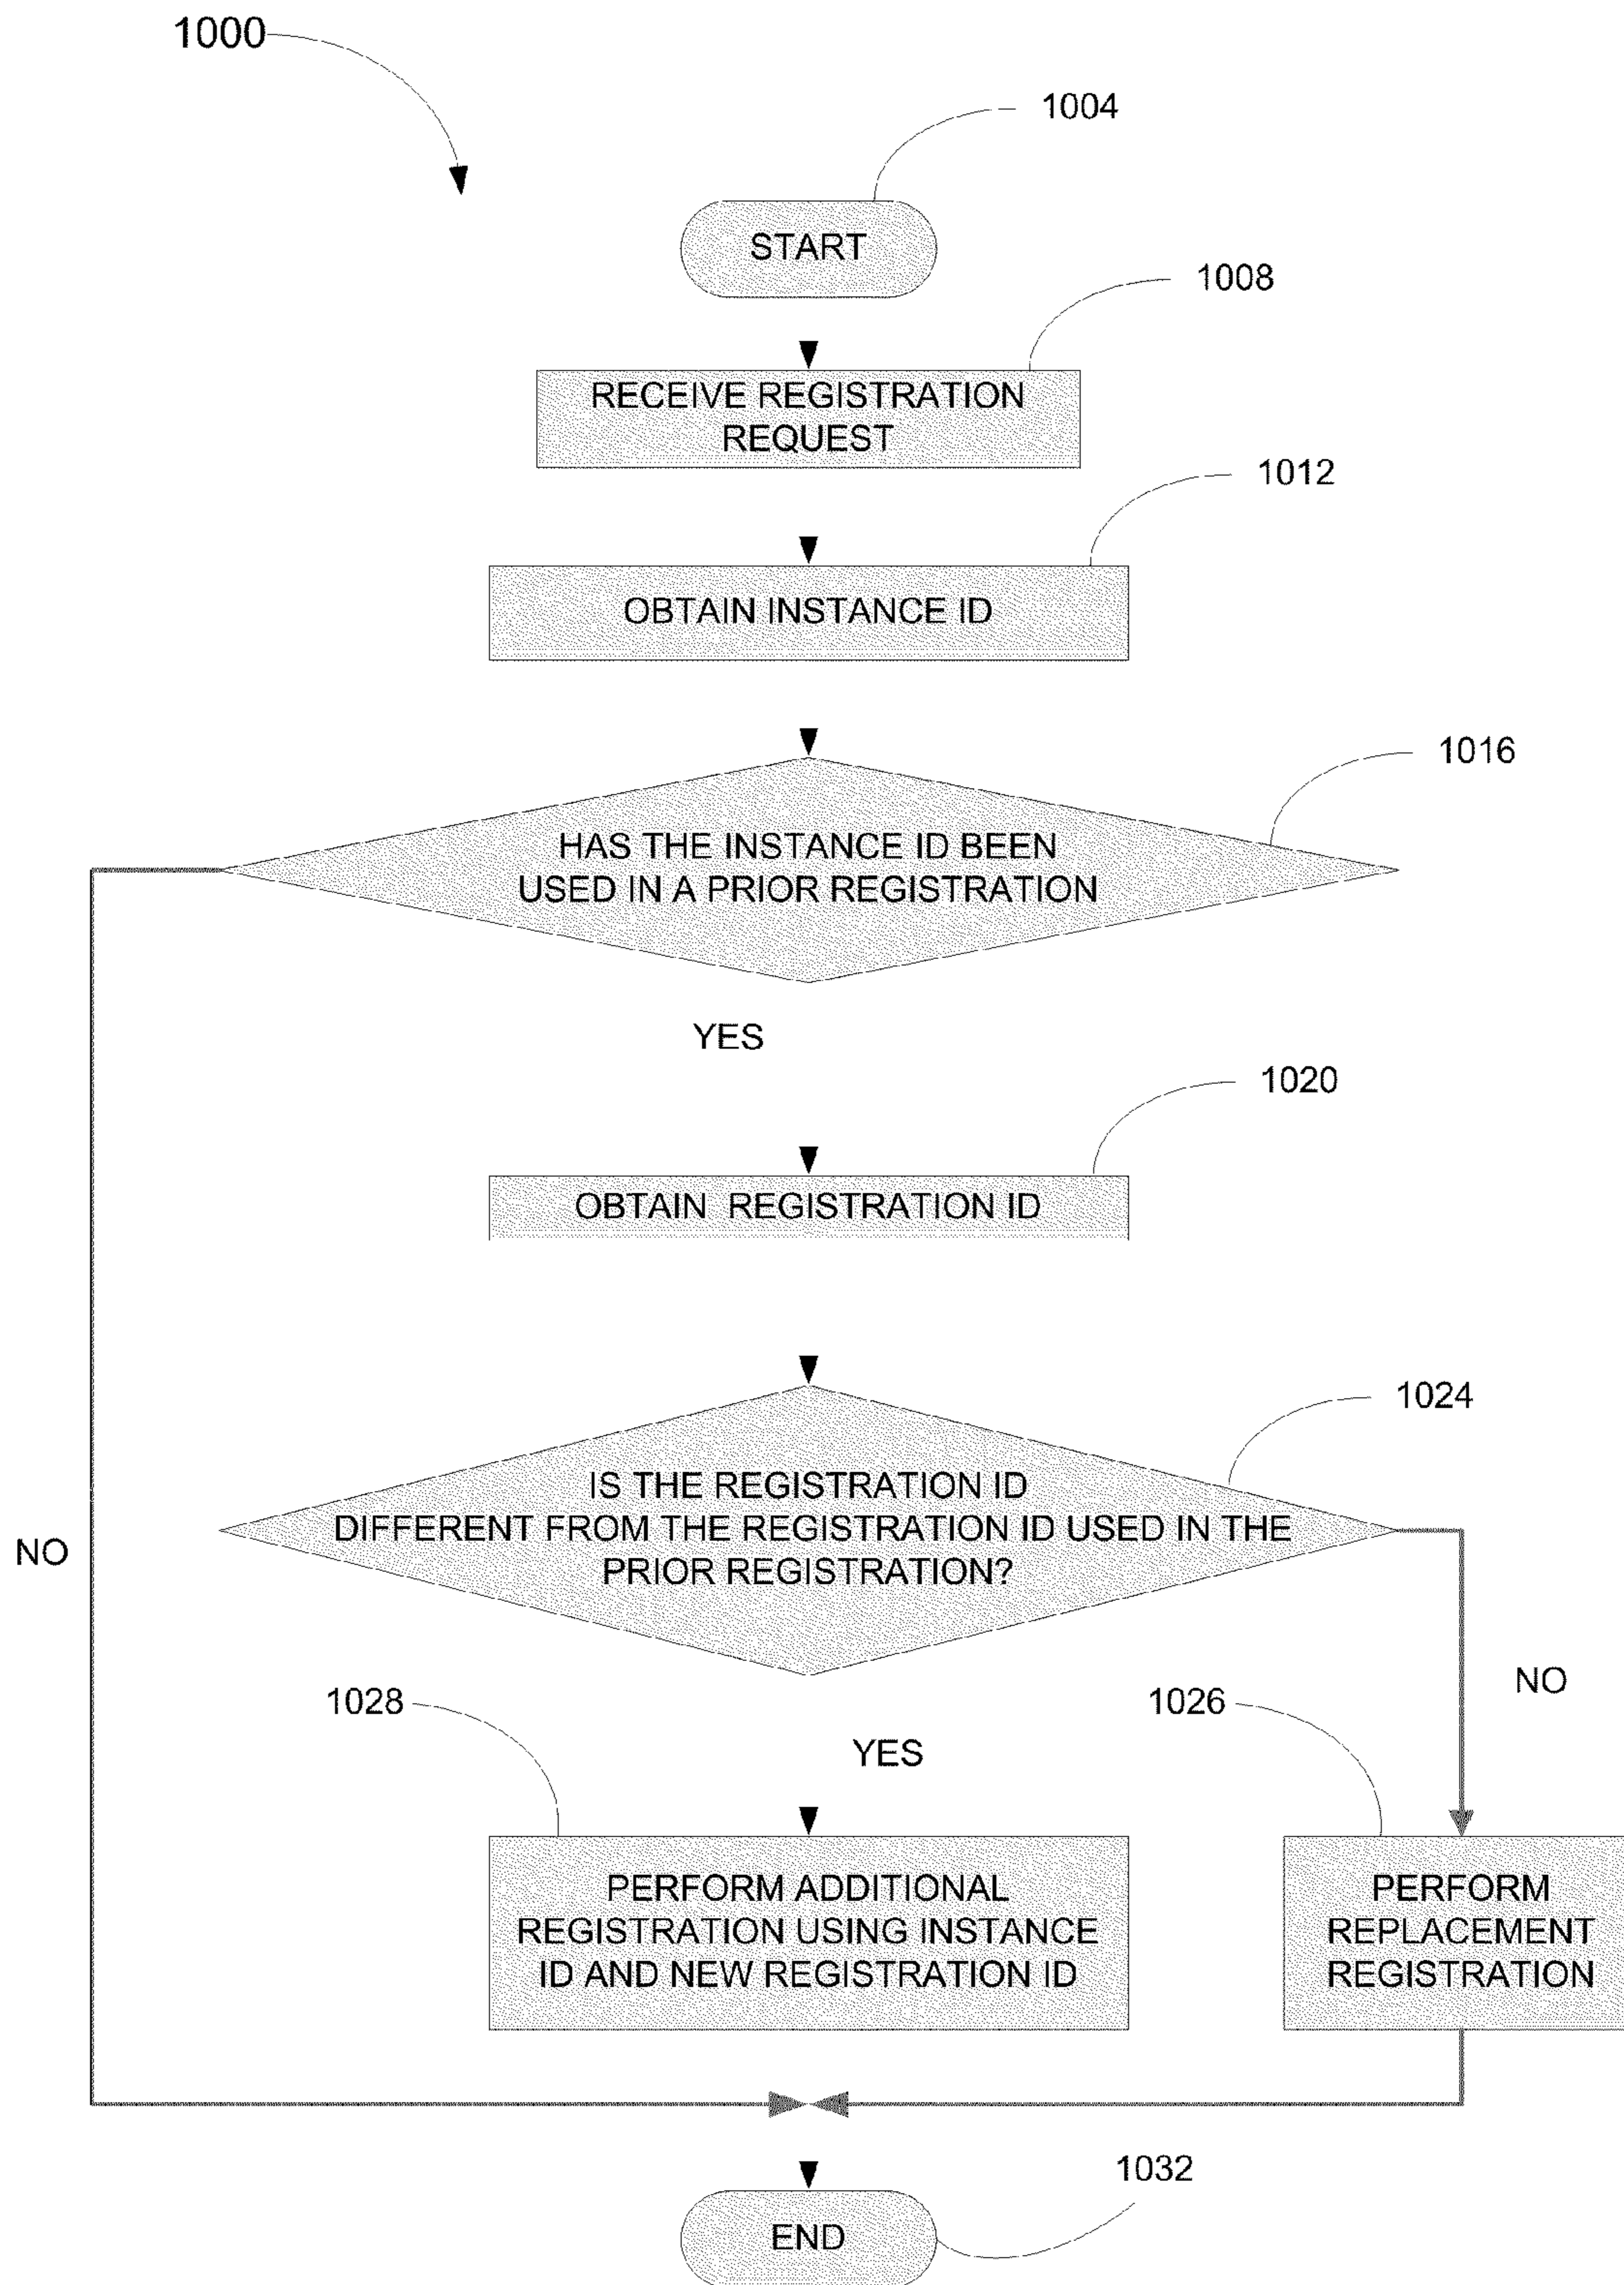 1000
1004
START
1008
RECEIVE REGISTRATION
REQUEST
1012
OBTAIN INSTANCE ID
1016
HAS THE INSTANCE ID BEEN
USED IN A PRIOR REGISTRATION
YES
1020
OBTAIN REGISTRATION ID
1024
IS THE REGISTRATION ID
DIFFERENT FROM THE REGISTRATION ID USED IN THE
PRIOR REGISTRATION?
NO
NO
1028
1026
YES
PERFORM ADDITIONAL
REGISTRATION USING INSTANCE
ID AND NEW REGISTRATION ID
PERFORM
REPLACEMENT
REGISTRATION
1032
END